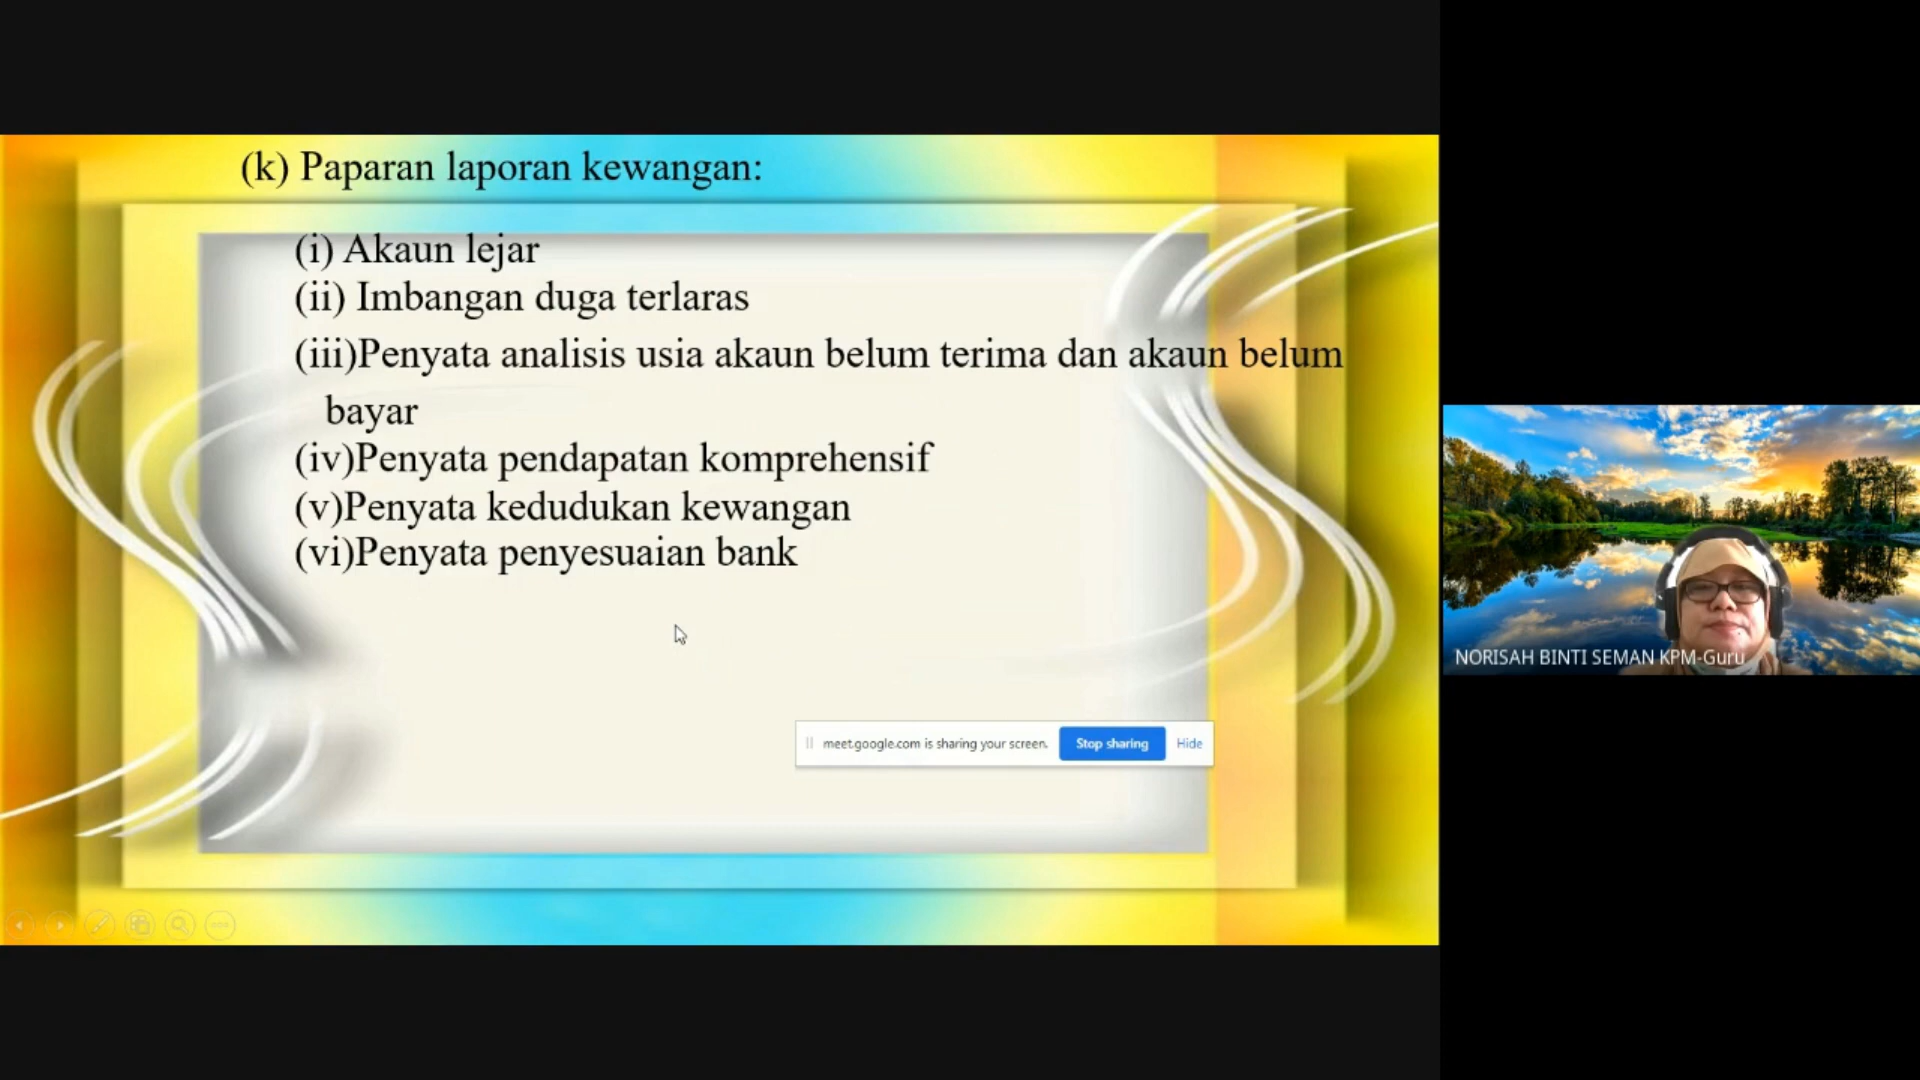 (k) Paparan laporan kewangan:
(i) Akaun lejar
(ii) Imbangan duga terlaras
(iii)Penyata analisis usia akaun belum terima dan akaun belum
bayar
(iv)Penyata pendapatan komprehensif
(v)Penyata kedudukan kewangan
(vi)Penyata penyesuaian bank
meet.google.com is sharing your screen.
Stop sharing
Hide
NORISAH BINTI SEMAN KPM-Guru